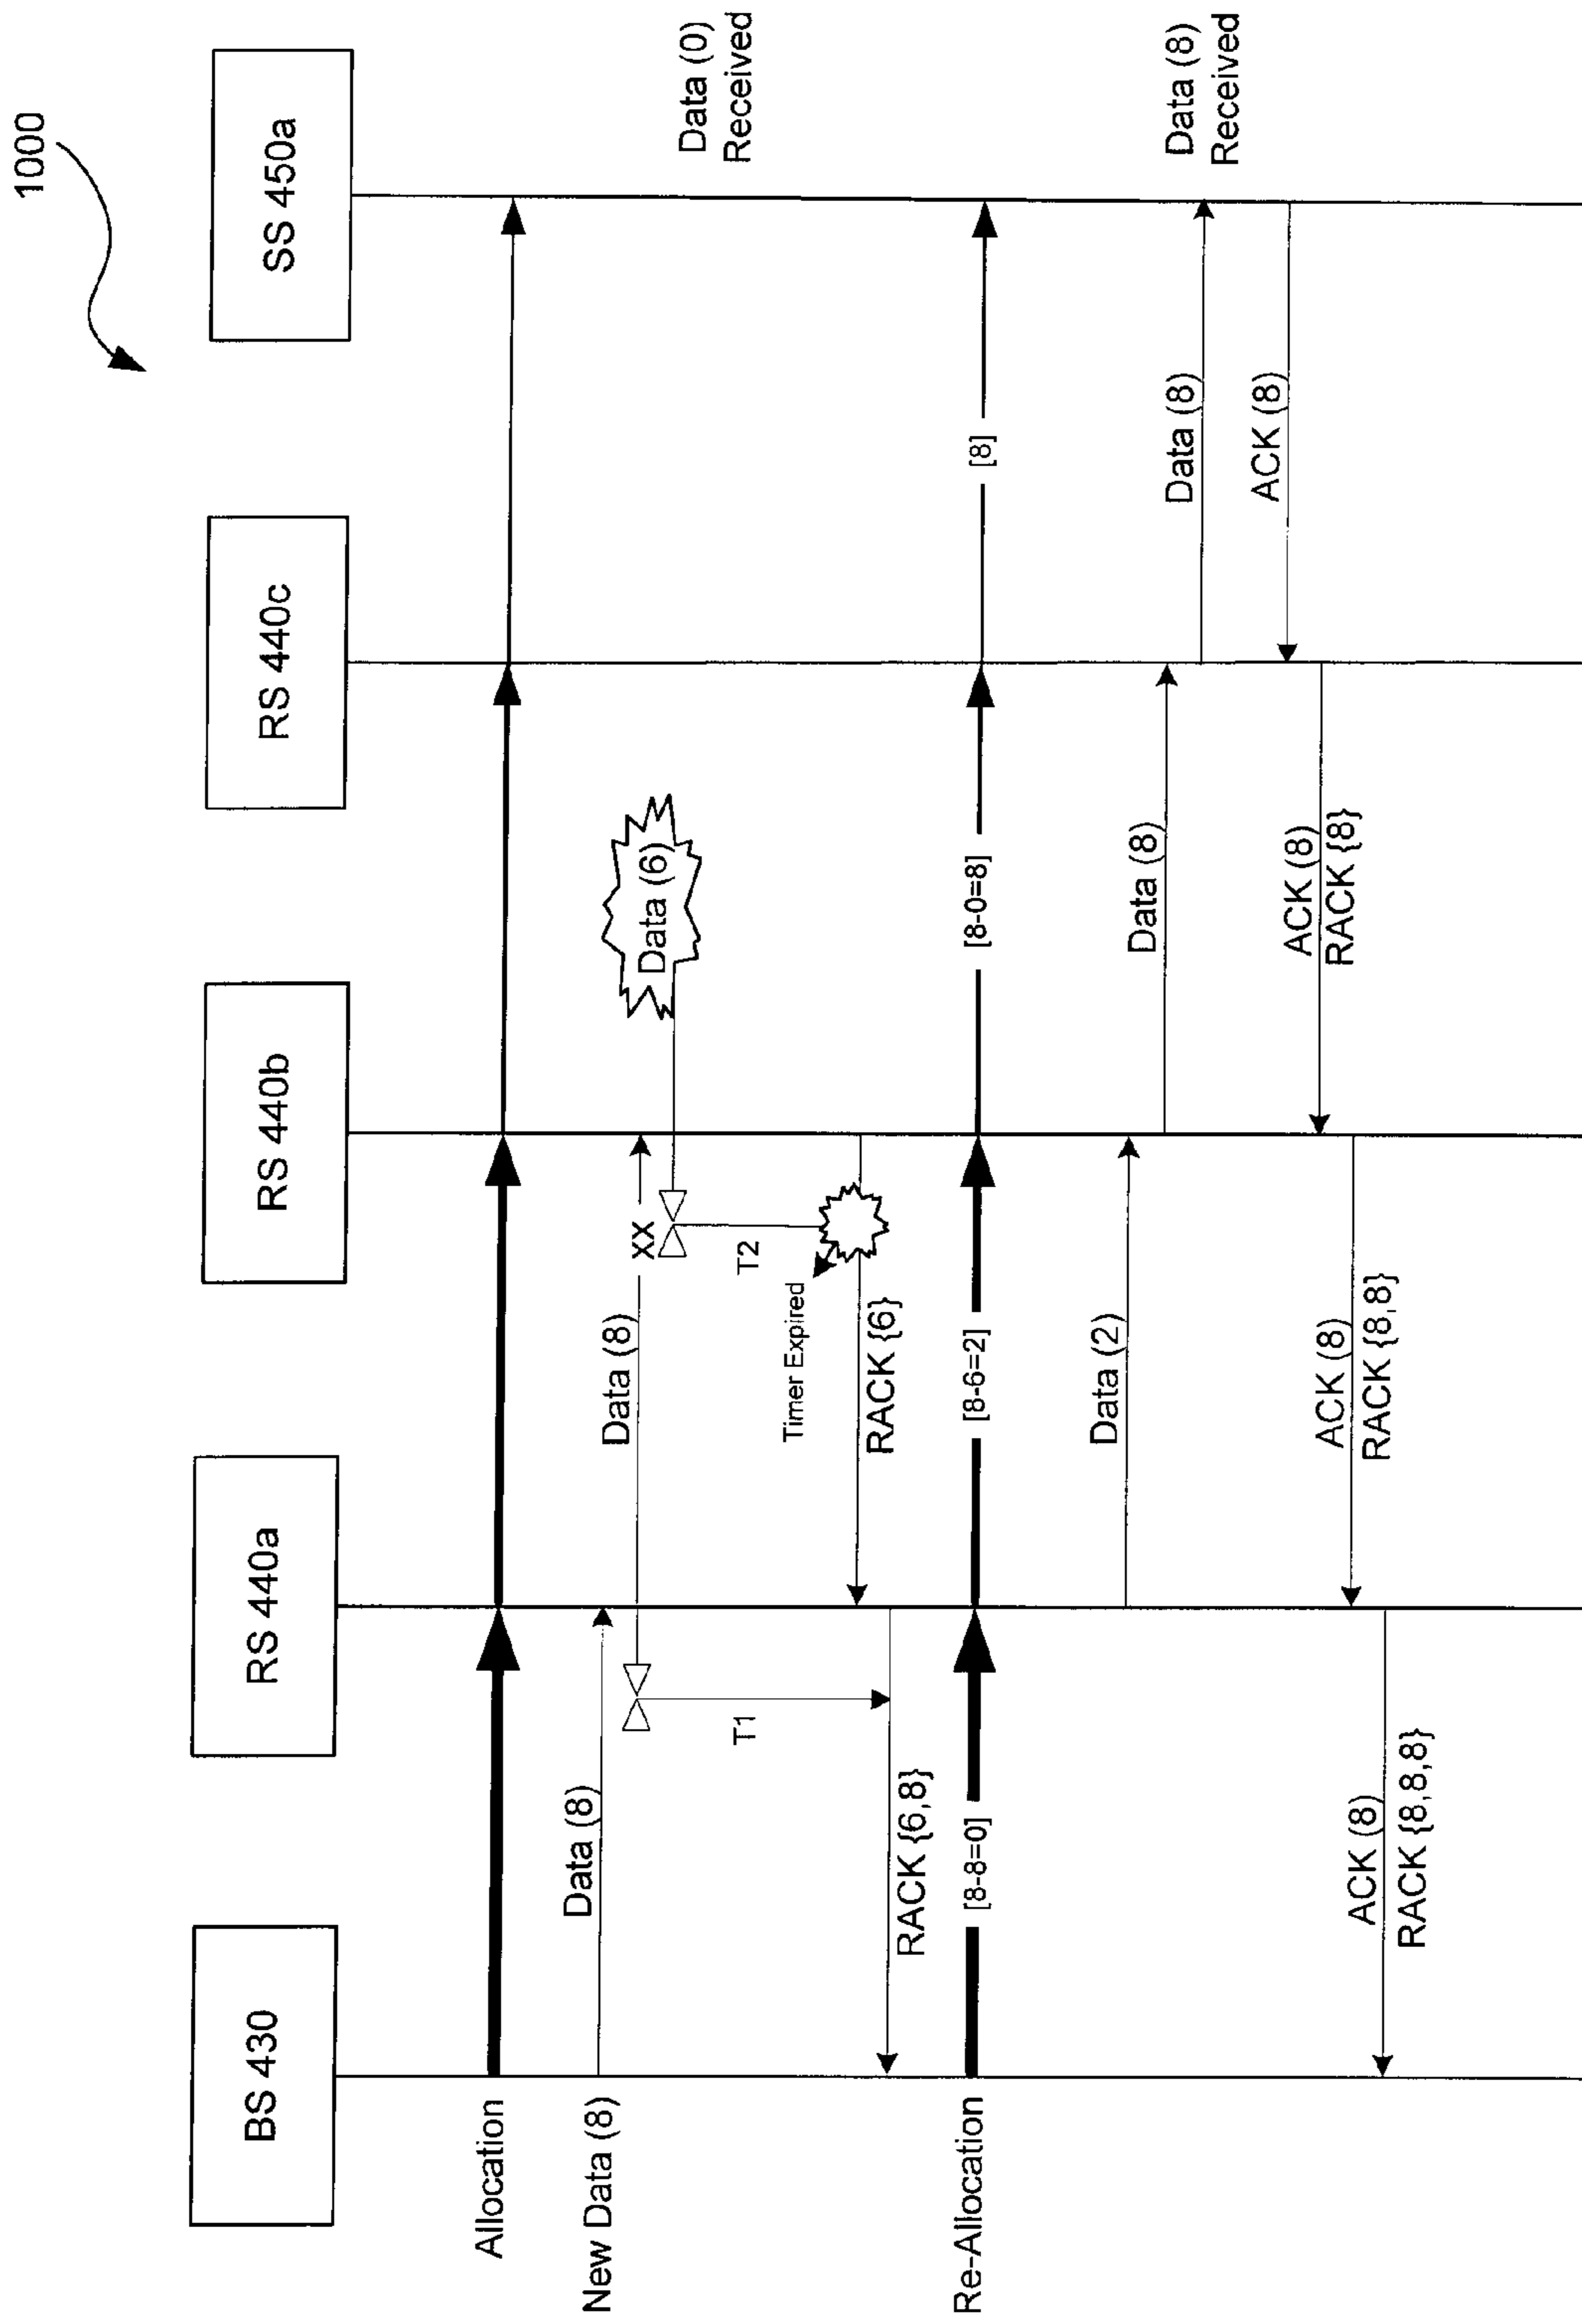 1000
BS 430
RS 440a
RS 440b
RS 440c
SS 450a
Allocation
New Data (8)
Data (8)
Data (8)
XX
Data (6)
Data (0)
Received
T1
T2
Timer Expired
RACK {6}
RACK {6,8}
Re-Allocation
[8-8=0]
[8-6=2]
[8-0=8]
[8]
Data (2)
Data (8)
Data (8)
Data (8)
Received
ACK (8)
ACK (8)
RACK {8}
ACK (8)
RACK {8,8}
ACK (8)
RACK {8,8,8}